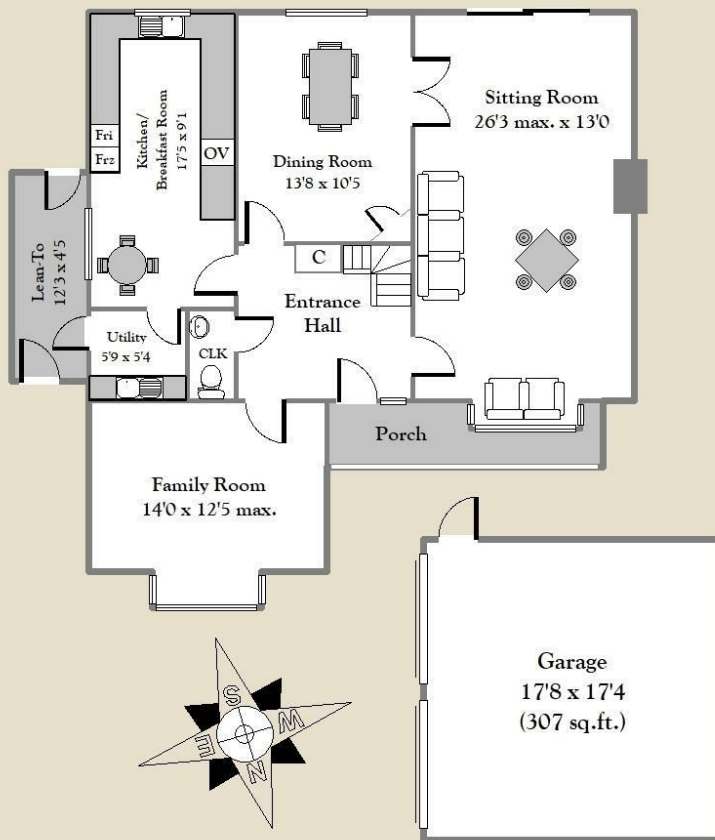 Fri
Frz
Kitchen/
Breakfast Room
17'5 x 9'1
OV
Dining Room
13'8 x 10'5
Sitting Room
26'3 max. x 13'0
Lean-To
12'3 x 4'5
C
Entrance
Hall
Utility
5'9 x 5'4
CLK
Porch
Family Room
14'0 x 12'5 max.
Garage
17'8 x 17'4
(307 sq.ft.)
S
W
E
N